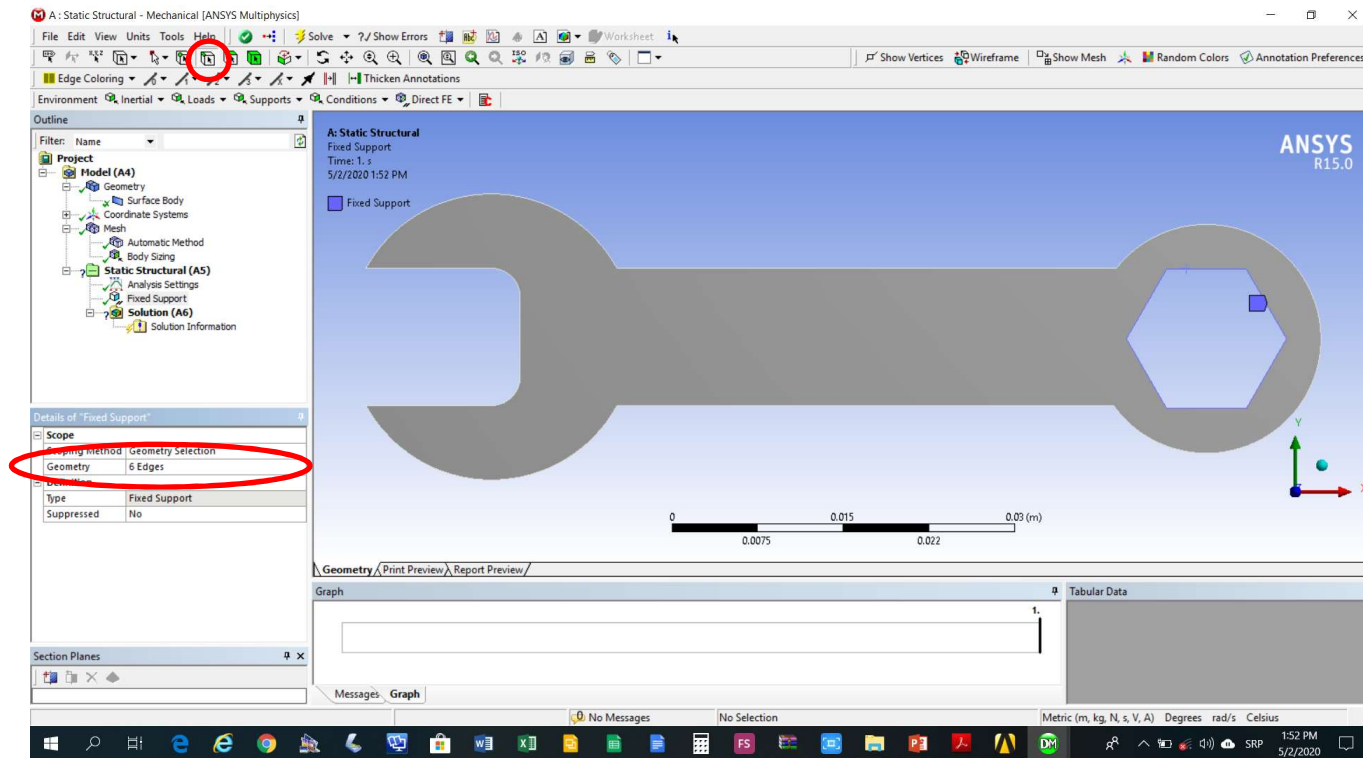 A : Static Structural - Mechanical [ANSYS Multiphysics]
File Edit View Units Tools Help Solve ?/ Show Errors Worksheet
Show Vertices Wireframe Show Mesh Random Colors Annotation Preferences
Edge Coloring Thicken Annotations
Environment Inertial Loads Supports Conditions Direct FE
Outline
Filter: Name
Project
Model (A4)
Geometry
Surface Body
Coordinate Systems
Mesh
Automatic Method
Body Sizing
Static Structural (A5)
Analysis Settings
Fixed Support
Solution (A6)
Solution Information
Details of "Fixed Support"
Scope
Scoping Method Geometry Selection
Geometry 6 Edges
Definition
Type Fixed Support
Suppressed No
Section Planes
A: Static Structural
Fixed Support
Time: 1. s
5/2/2020 1:52 PM
Fixed Support
ANSYS
R15.0
Y
X
0 0.015 0.03 (m)
0.0075 0.022
Geometry Print Preview Report Preview
Graph
1.
Tabular Data
Messages Graph
No Messages No Selection Metric (m, kg, N, s, V, A) Degrees rad/s Celsius
FS DM SRP 1:52 PM
5/2/2020